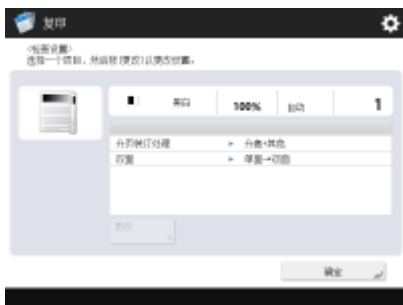 复印
<检查设置>
选择一个项目，然后按[更改]以更改设置。
黑白 100% 自动 1
分页装订处理 ▶ 分套+其他
双面 ▶ 单面→双面
更改
确定